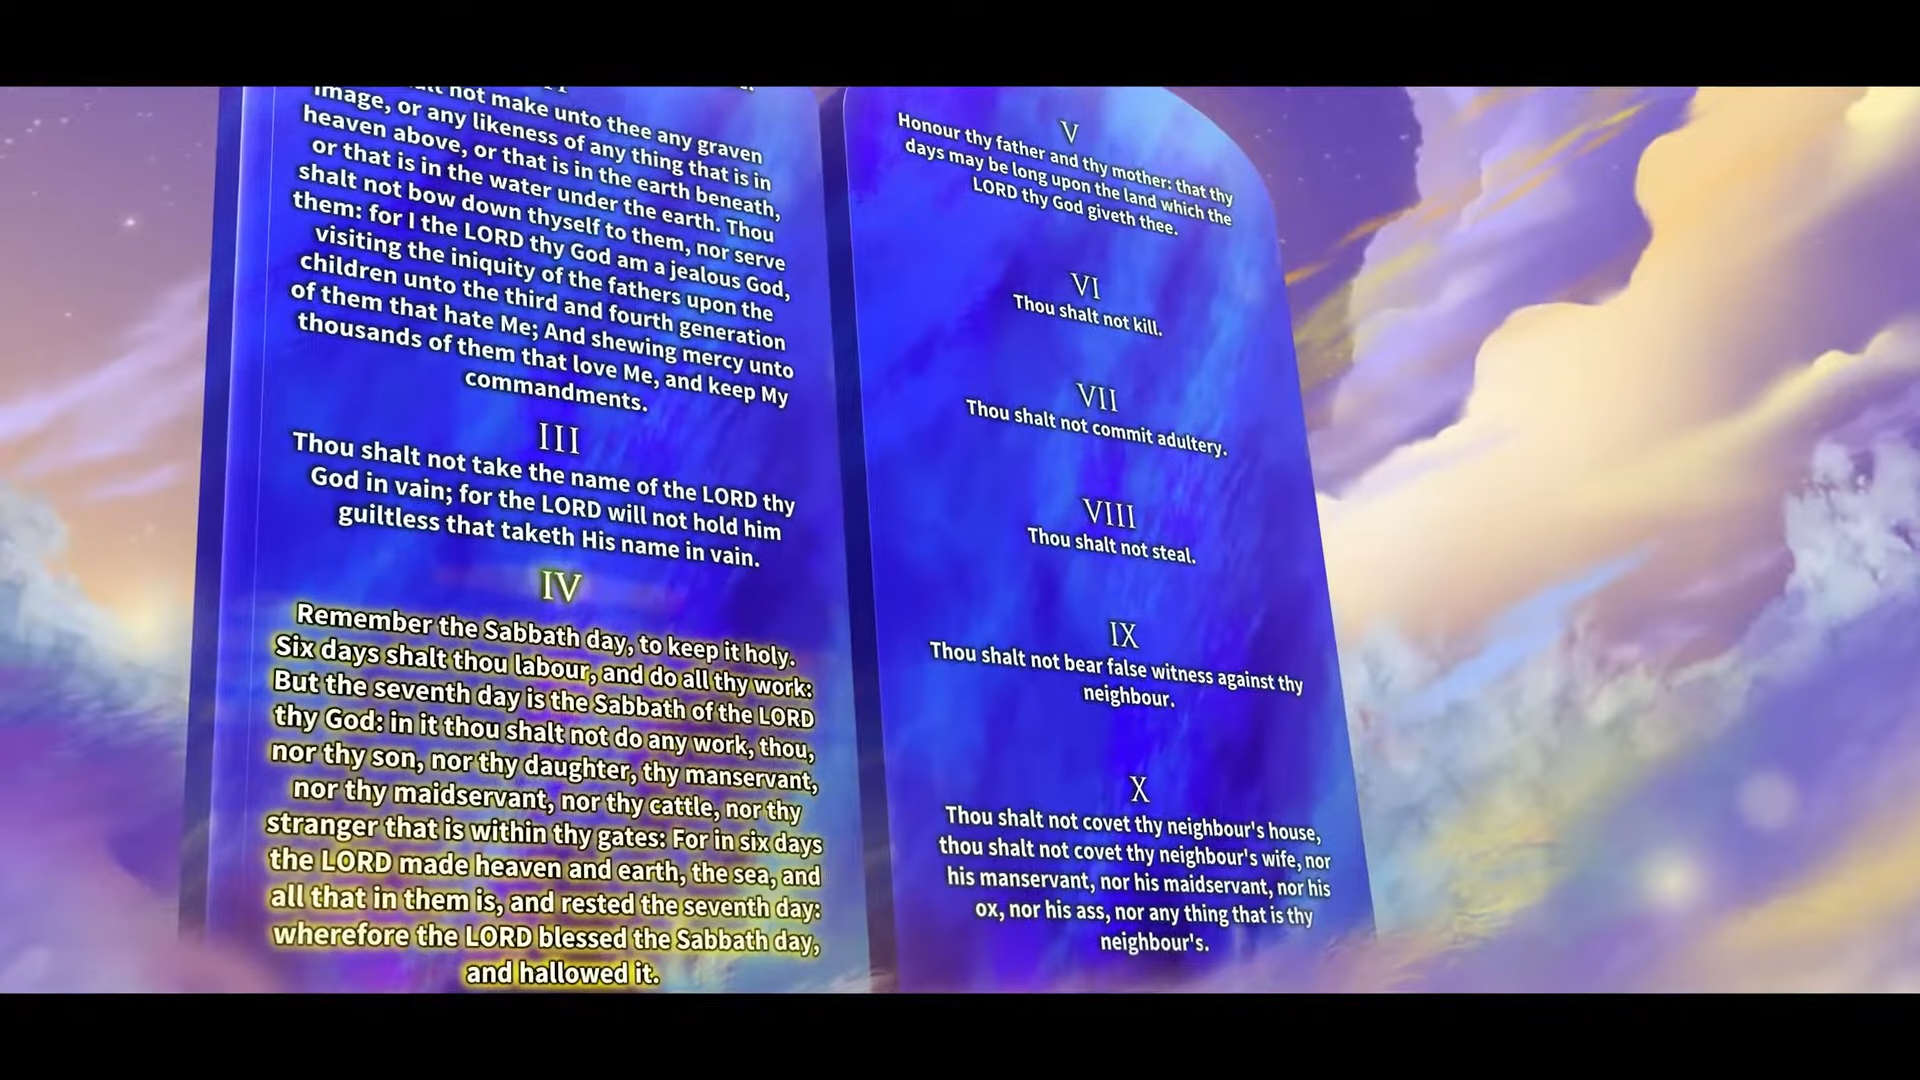 shalt not make unto thee any graven
image, or any likeness of any thing that is in
heaven above, or that is in the earth beneath,
or that is in the water under the earth. Thou
shalt not bow down thyself to them, nor serve
them: for I the LORD thy God am a jealous God,
visiting the iniquity of the fathers upon the
children unto the third and fourth generation
of them that hate Me; And shewing mercy unto
thousands of them that love Me, and keep My
commandments.
III
Thou shalt not take the name of the LORD thy
God in vain; for the LORD will not hold him
guiltless that taketh His name in vain.
IV
Remember the Sabbath day, to keep it holy.
Six days shalt thou labour, and do all thy work:
But the seventh day is the Sabbath of the LORD
thy God: in it thou shalt not do any work, thou,
nor thy son, nor thy daughter, thy manservant,
nor thy maidservant, nor thy cattle, nor thy
stranger that is within thy gates: For in six days
the LORD made heaven and earth, the sea, and
all that in them is, and rested the seventh day:
wherefore the LORD blessed the Sabbath day,
and hallowed it.
V
Honour thy father and thy mother: that thy
days may be long upon the land which the
LORD thy God giveth thee.
VI
Thou shalt not kill.
VII
Thou shalt not commit adultery.
VIII
Thou shalt not steal.
IX
Thou shalt not bear false witness against thy
neighbour.
X
Thou shalt not covet thy neighbour's house,
thou shalt not covet thy neighbour's wife, nor
his manservant, nor his maidservant, nor his
ox, nor his ass, nor any thing that is thy
neighbour's.